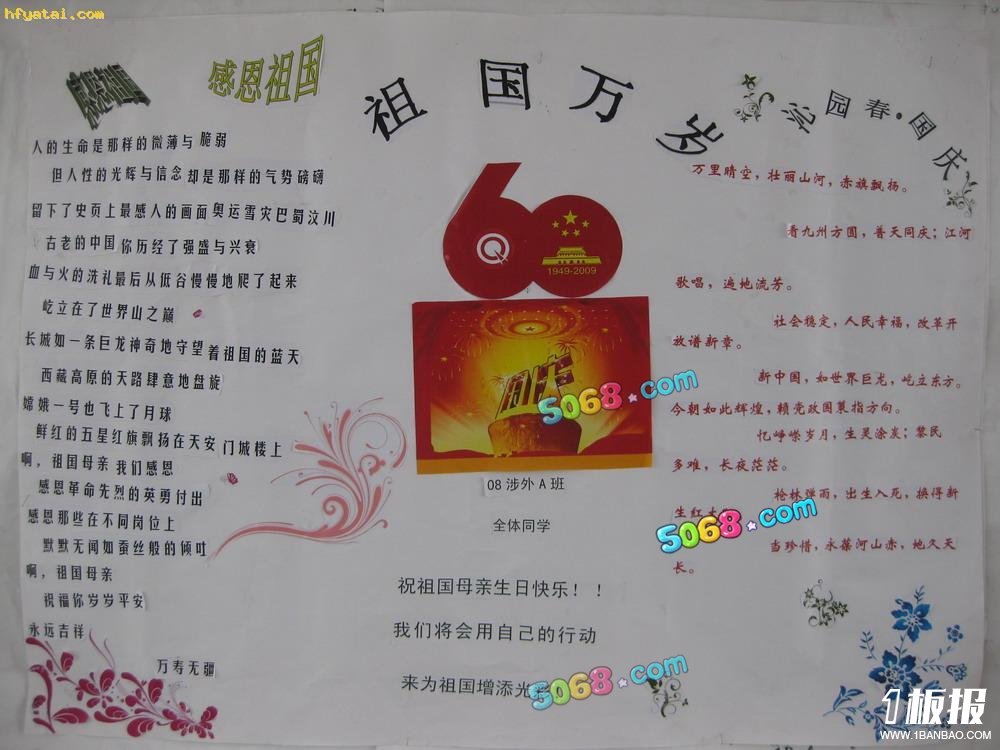 hfyatai.com
感恩祖国
感恩祖国
祖国万岁
沁园春·国庆
人的生命是那样的微薄与脆弱
但人性的光辉与信念却是那样的气势磅礴
留下了史页上最感人的画面奥运雪灾巴蜀汶川
古老的中国你历经了强盛与兴衰
血与火的洗礼最后从低谷慢慢地爬了起来
屹立在了世界山之巅
长城如一条巨龙神奇地守望着祖国的蓝天
西藏高原的天路肆意地盘旋
嫦娥一号也飞上了月球
鲜红的五星红旗飘扬在天安门城楼上
啊，祖国母亲我们感恩
感恩革命先烈的英勇付出
感恩那些在不同岗位上
默默无闻如蚕丝般的倾吐
啊，祖国母亲
祝福你岁岁平安
永远吉祥
万寿无疆
60
1949-2009
国庆
5068.com
08涉外A班
全体同学
祝祖国母亲生日快乐！！
我们将会用自己的行动
来为祖国增添光
5068.com
万里晴空，壮丽山河，赤旗飘扬。
看九州方圆，普天同庆；江河
歌唱，遍地流芳。
社会稳定，人民幸福，改革开
放谱新章。
新中国，如世界巨龙，屹立东方。
今朝如此辉煌，赖党政国策指方向。
忆峥嵘岁月，生灵涂炭；黎民
多难，长夜茫茫。
枪林弹雨，出生入死，换得新
生红
5068.com
当珍惜，永葆河山赤，地久天
长。
1板报
WWW.1BANBAO.COM